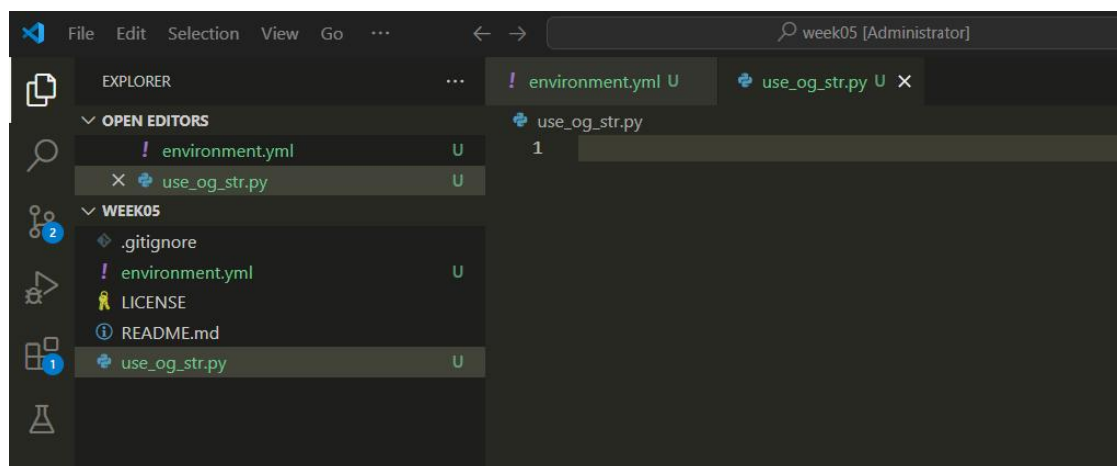 File Edit Selection View Go ··· ← → week05 [Administrator]
EXPLORER ···
OPEN EDITORS
! environment.yml U
use_og_str.py U
WEEK05
.gitignore
! environment.yml U
LICENSE
README.md
use_og_str.py U
2
1
! environment.yml U use_og_str.py U
use_og_str.py
1